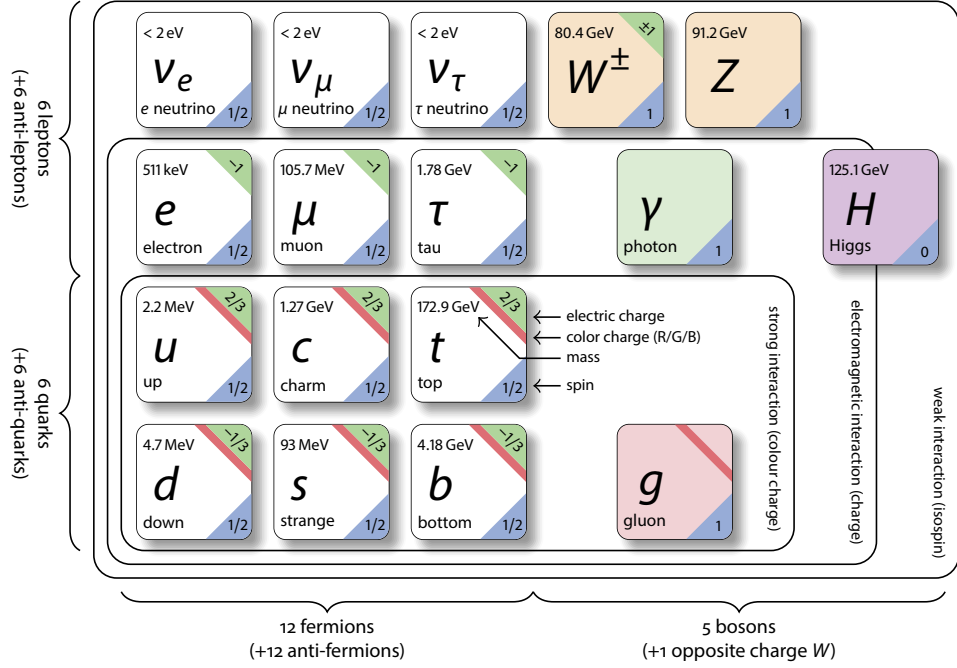 < 2 eV
νe
e neutrino
1/2
< 2 eV
νμ
μ neutrino
1/2
< 2 eV
ντ
τ neutrino
1/2
80.4 GeV
±1
W±
1
91.2 GeV
Z
1
6 leptons
(+6 anti-leptons)
511 keV
−1
e
electron
1/2
105.7 MeV
−1
μ
muon
1/2
1.78 GeV
−1
τ
tau
1/2
γ
photon
1
125.1 GeV
H
Higgs
0
6 quarks
(+6 anti-quarks)
2.2 MeV
2/3
u
up
1/2
1.27 GeV
2/3
c
charm
1/2
172.9 GeV
2/3
t
top
1/2
electric charge
color charge (R/G/B)
mass
spin
4.7 MeV
−1/3
d
down
1/2
93 MeV
−1/3
s
strange
1/2
4.18 GeV
−1/3
b
bottom
1/2
g
gluon
1
strong interaction (colour charge)
electromagnetic interaction (charge)
weak interaction (isospin)
12 fermions
(+12 anti-fermions)
5 bosons
(+1 opposite charge W)